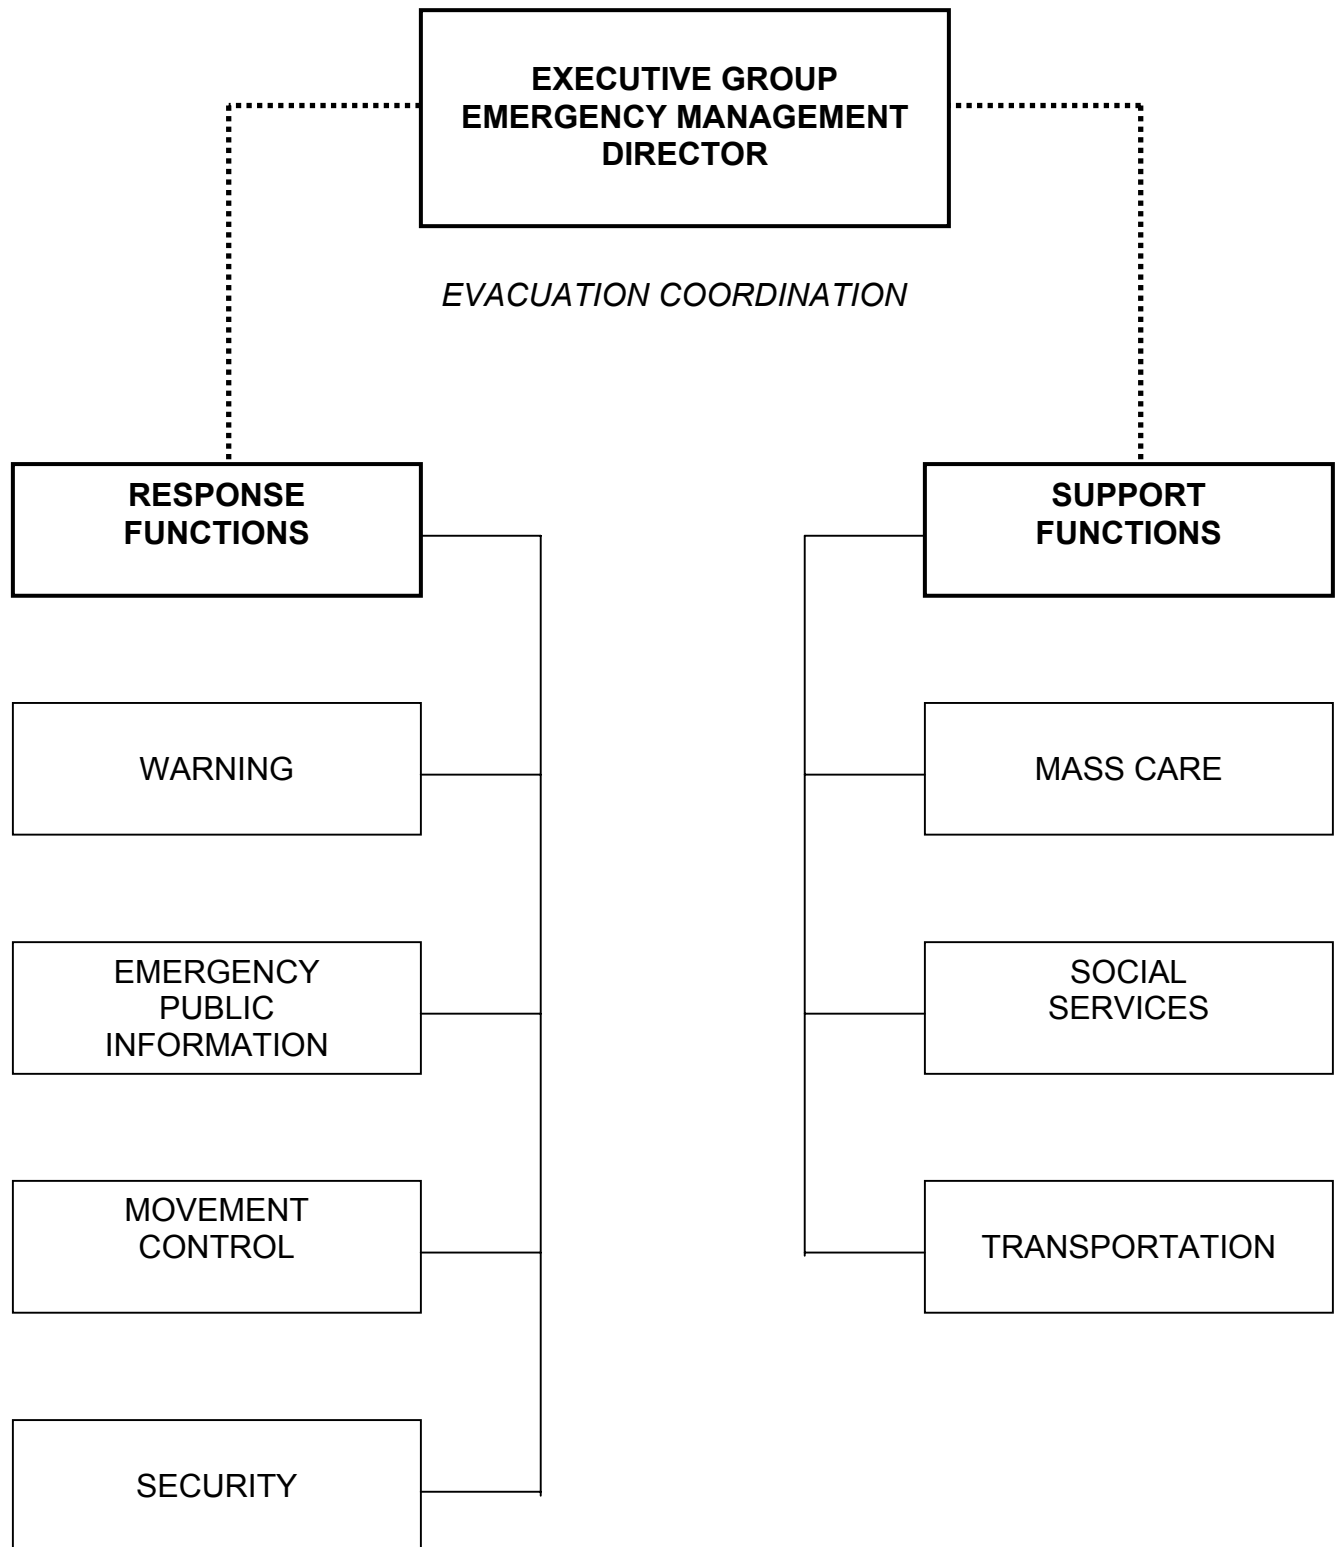 EXECUTIVE GROUP
EMERGENCY MANAGEMENT
DIRECTOR
EVACUATION COORDINATION
RESPONSE
FUNCTIONS
WARNING
EMERGENCY
PUBLIC
INFORMATION
MOVEMENT
CONTROL
SECURITY
SUPPORT
FUNCTIONS
MASS CARE
SOCIAL
SERVICES
TRANSPORTATION